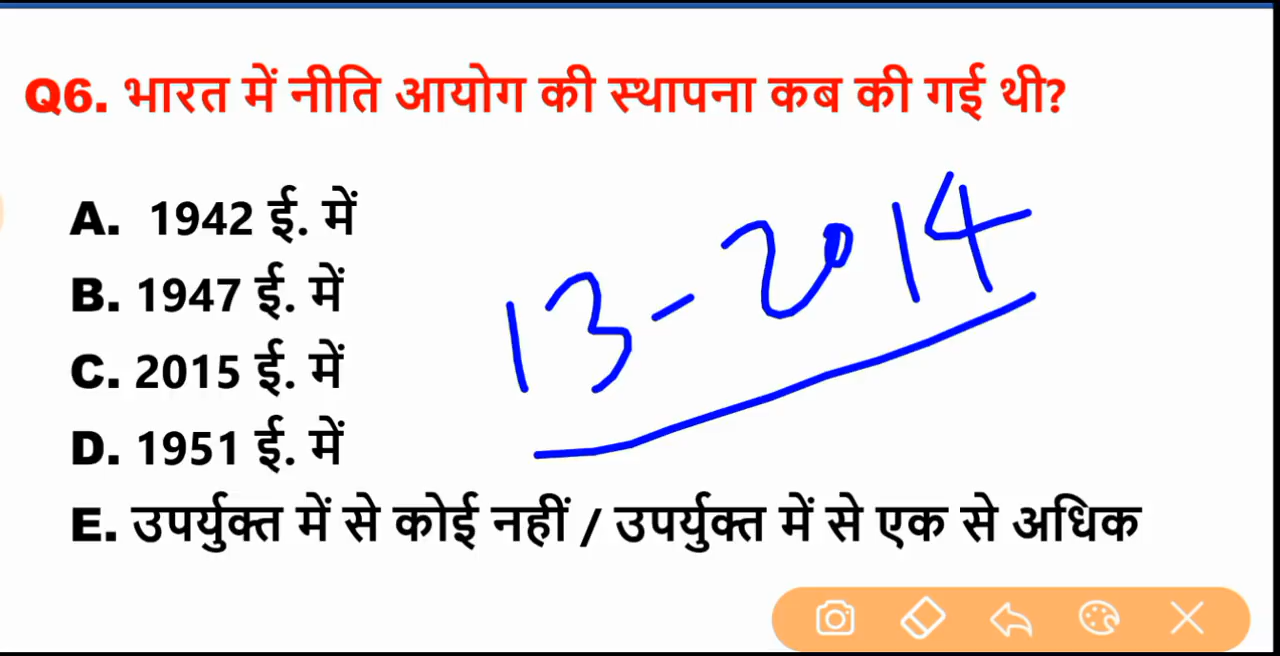 Q6. भारत में नीति आयोग की स्थापना कब की गई थी?
A. 1942 ई. में
B. 1947 ई. में
C. 2015 ई. में
D. 1951 ई. में
E. उपर्युक्त में से कोई नहीं / उपर्युक्त में से एक से अधिक
13-2014